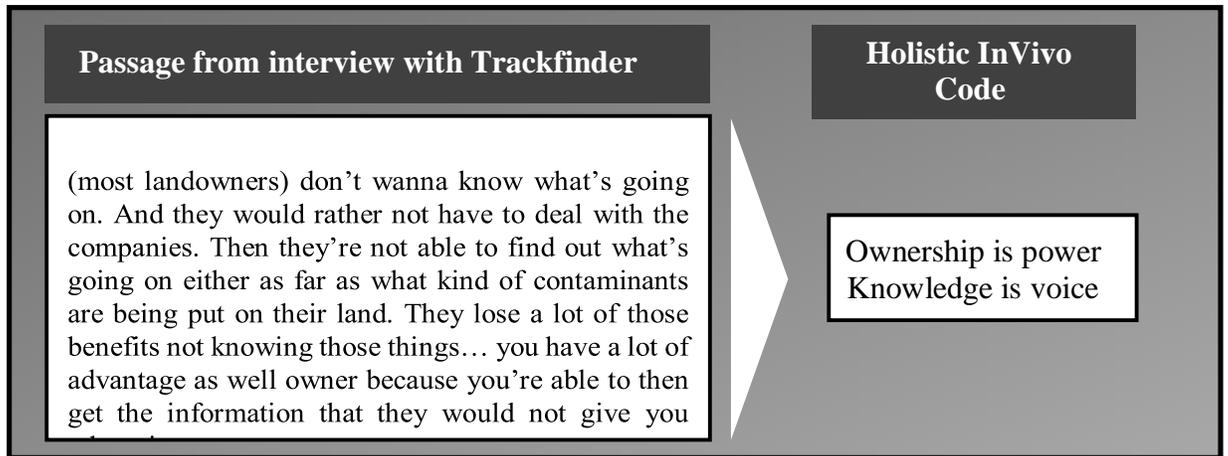 Passage from interview with Trackfinder
Holistic InVivo
Code
(most landowners) don’t wanna know what’s going
on. And they would rather not have to deal with the
companies. Then they’re not able to find out what’s
going on either as far as what kind of contaminants
are being put on their land. They lose a lot of those
benefits not knowing those things… you have a lot of
advantage as well owner because you’re able to then
get the information that they would not give you
Ownership is power
Knowledge is voice